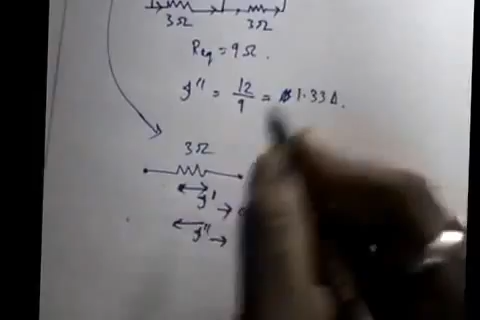 3Ω 3Ω
Req = 9Ω.
I'' = 12/9 = 1.33A.
3Ω
I'
I''